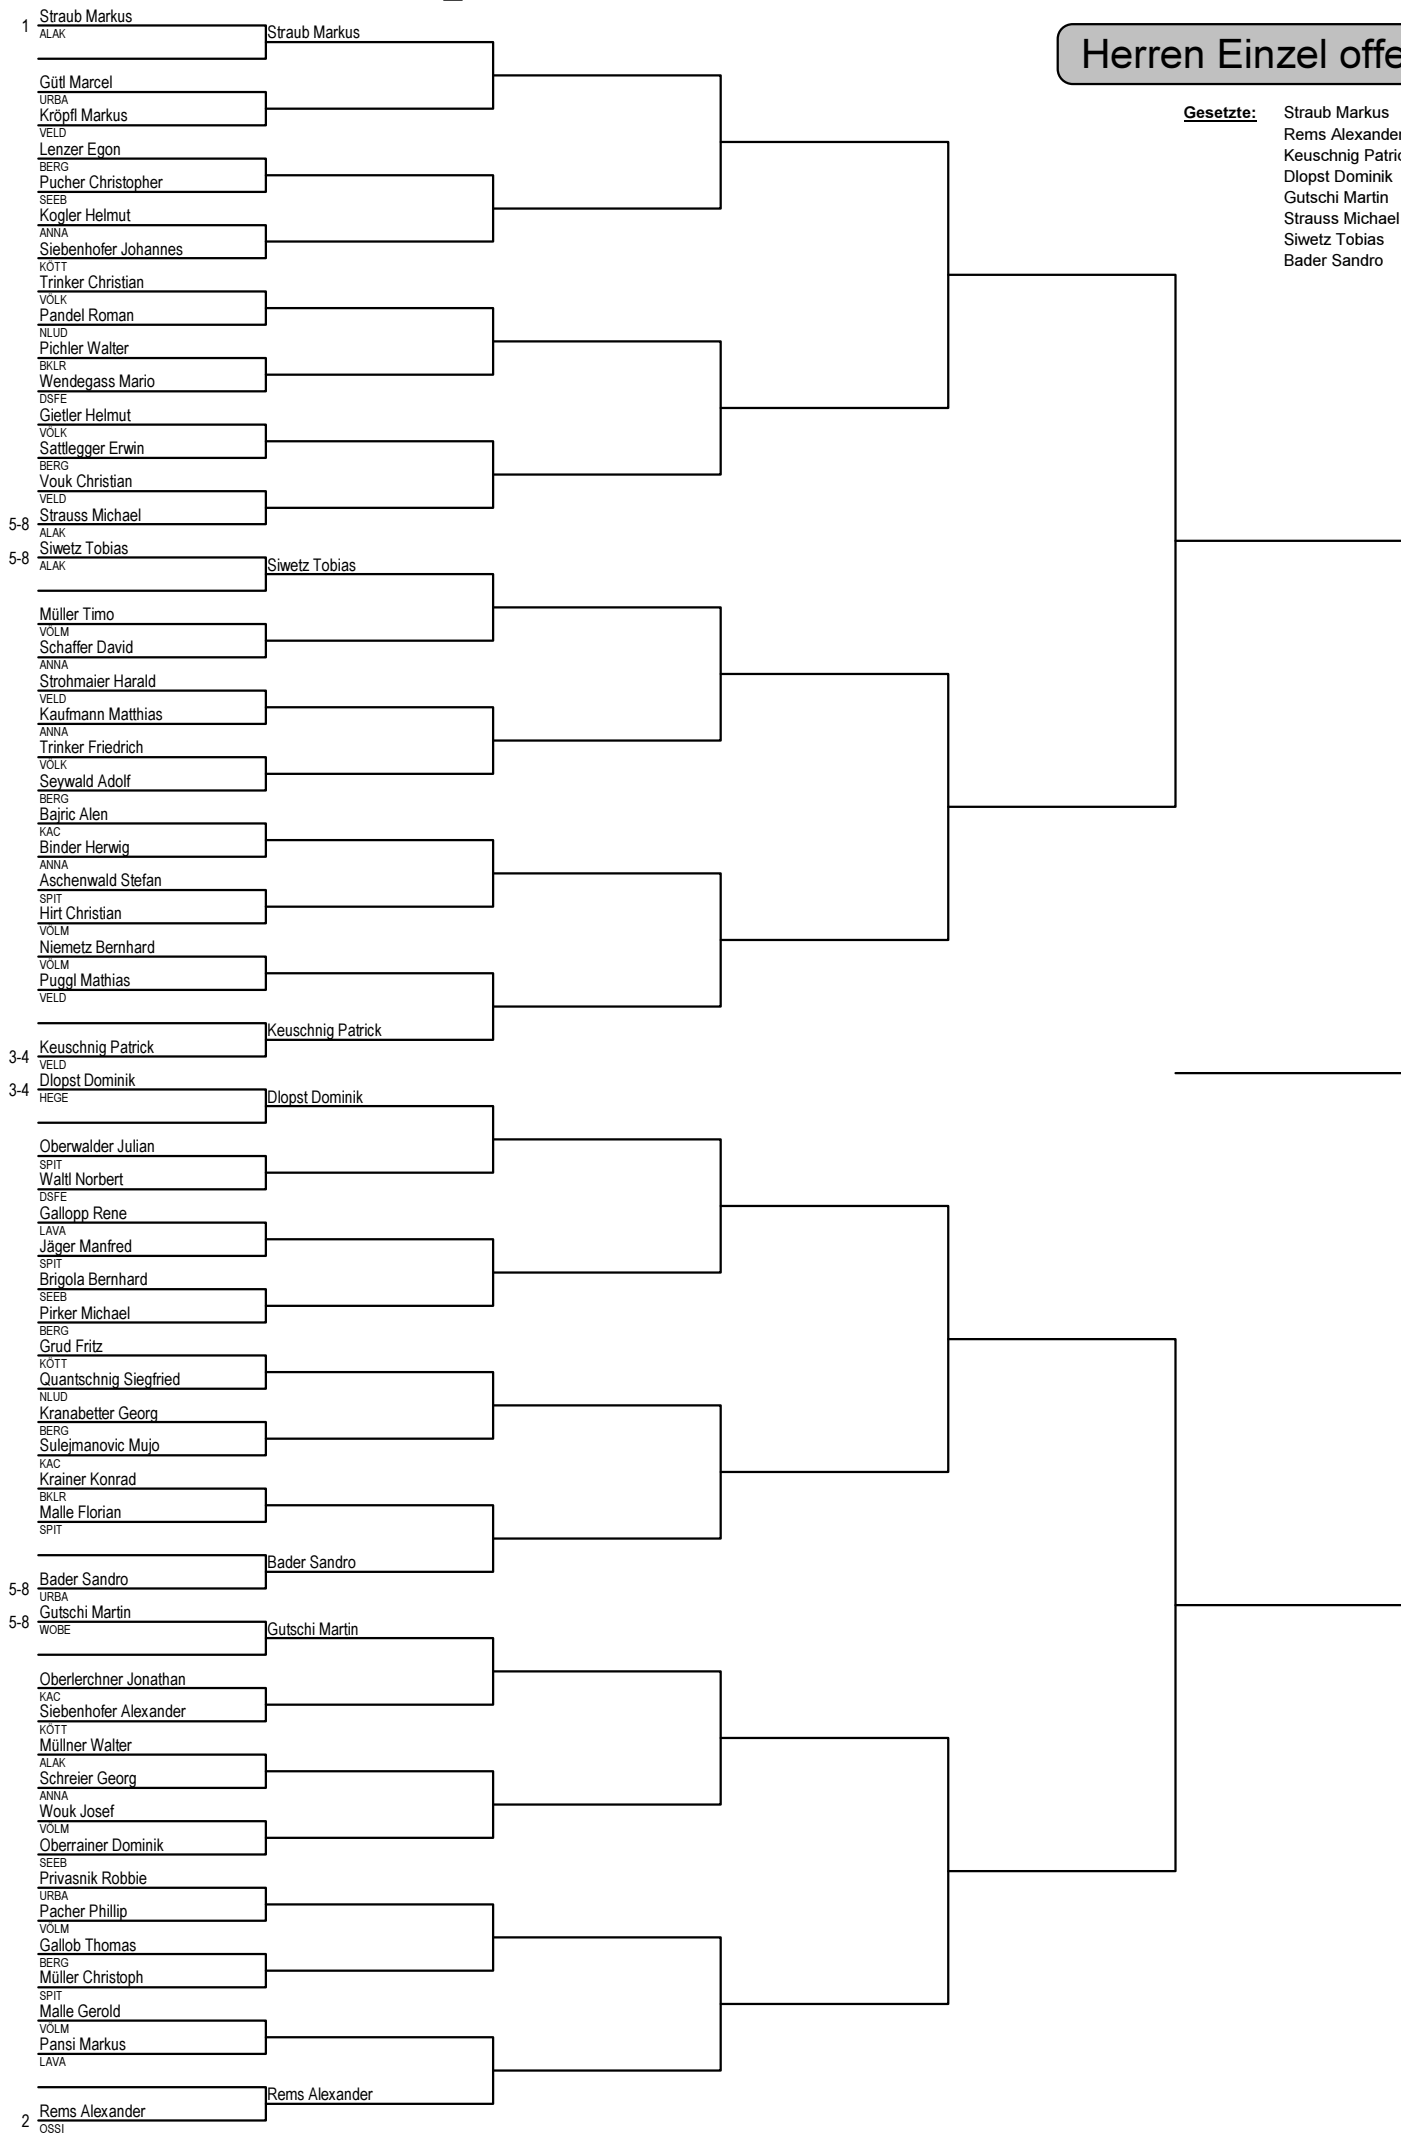 Straub Markus
1
ALAK
Straub Markus
Herren Einzel offe
Gütl Marcel
URBA
Kröpfl Markus
VELD
Gesetzte: Straub Markus
Rems Alexander
Keuschnig Patric
Dlopst Dominik
Gutschi Martin
Strauss Michael
Siwetz Tobias
Bader Sandro
Lenzer Egon
BERG
Pucher Christopher
SEEB
Kogler Helmut
ANNA
Siebenhofer Johannes
KÖTT
Trinker Christian
VÖLK
Pandel Roman
NLUD
Pichler Walter
BKLR
Wendegass Mario
DSFE
Gietler Helmut
VÖLK
Sattlegger Erwin
BERG
Vouk Christian
VELD
Strauss Michael
5-8
ALAK
Siwetz Tobias
5-8
ALAK
Siwetz Tobias
Müller Timo
VÖLM
Schaffer David
ANNA
Strohmaier Harald
VELD
Kaufmann Matthias
ANNA
Trinker Friedrich
VÖLK
Seywald Adolf
BERG
Bajric Alen
KAC
Binder Herwig
ANNA
Aschenwald Stefan
SPIT
Hirt Christian
VÖLM
Niemetz Bernhard
VÖLM
Puggl Mathias
VELD
Keuschnig Patrick
Keuschnig Patrick
3-4
VELD
Dlopst Dominik
3-4
HEGE
Dlopst Dominik
Oberwalder Julian
SPIT
Waltl Norbert
DSFE
Gallopp Rene
LAVA
Jäger Manfred
SPIT
Brigola Bernhard
SEEB
Pirker Michael
BERG
Grud Fritz
KÖTT
Quantschnig Siegfried
NLUD
Kranabetter Georg
BERG
Sulejmanovic Mujo
KAC
Krainer Konrad
BKLR
Malle Florian
SPIT
Bader Sandro
Bader Sandro
5-8
URBA
Gutschi Martin
5-8
WOBE
Gutschi Martin
Oberlerchner Jonathan
KAC
Siebenhofer Alexander
KÖTT
Müllner Walter
ALAK
Schreier Georg
ANNA
Wouk Josef
VÖLM
Oberrainer Dominik
SEEB
Privasnik Robbie
URBA
Pacher Phillip
VÖLM
Gallob Thomas
BERG
Müller Christoph
SPIT
Malle Gerold
VÖLM
Pansi Markus
LAVA
Rems Alexander
Rems Alexander
2
OSSI